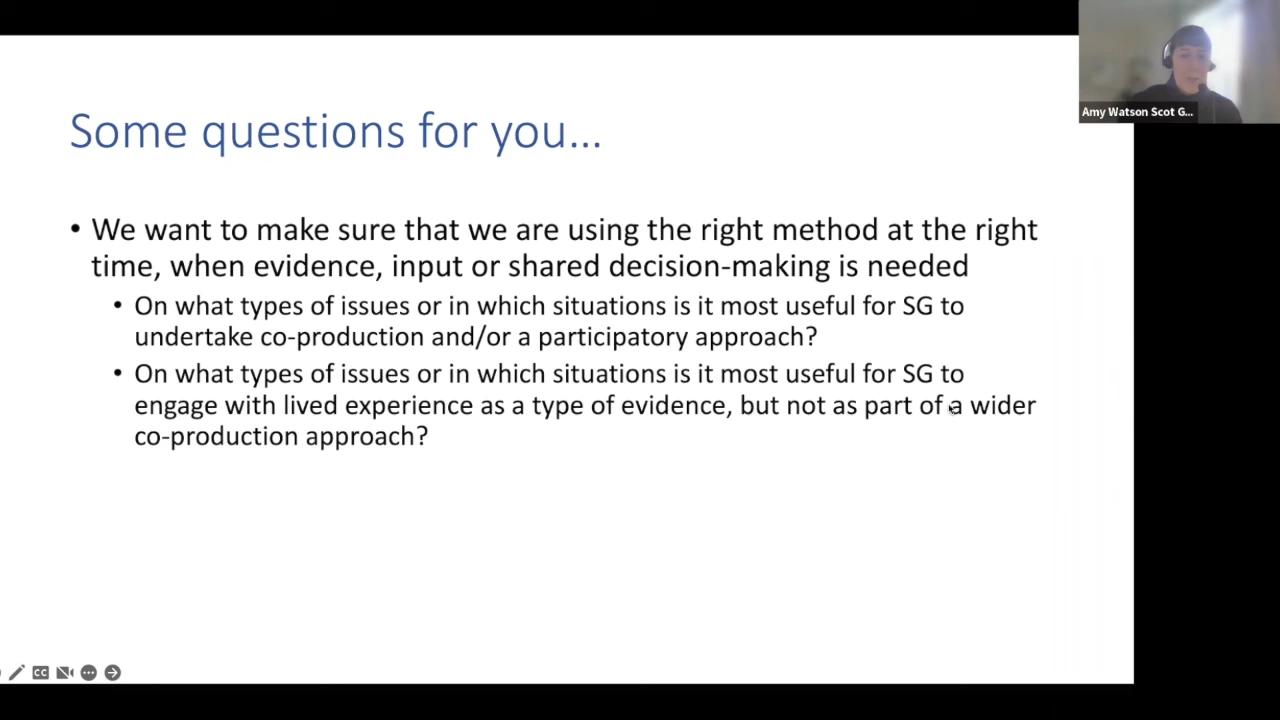 Amy Watson Scot G...
Some questions for you...
• We want to make sure that we are using the right method at the right
time, when evidence, input or shared decision-making is needed
• On what types of issues or in which situations is it most useful for SG to
undertake co-production and/or a participatory approach?
• On what types of issues or in which situations is it most useful for SG to
engage with lived experience as a type of evidence, but not as part of a wider
co-production approach?
CC